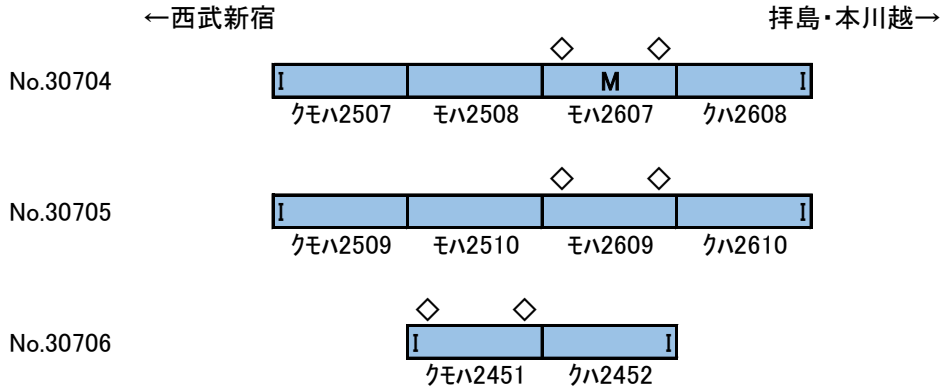 ←西武新宿 拝島・本川越→
No.30704 I M I
ｸﾓﾊ2507 ﾓﾊ2508 ﾓﾊ2607 ｸﾊ2608
No.30705 I I
ｸﾓﾊ2509 ﾓﾊ2510 ﾓﾊ2609 ｸﾊ2610
No.30706 I I
ｸﾓﾊ2451 ｸﾊ2452